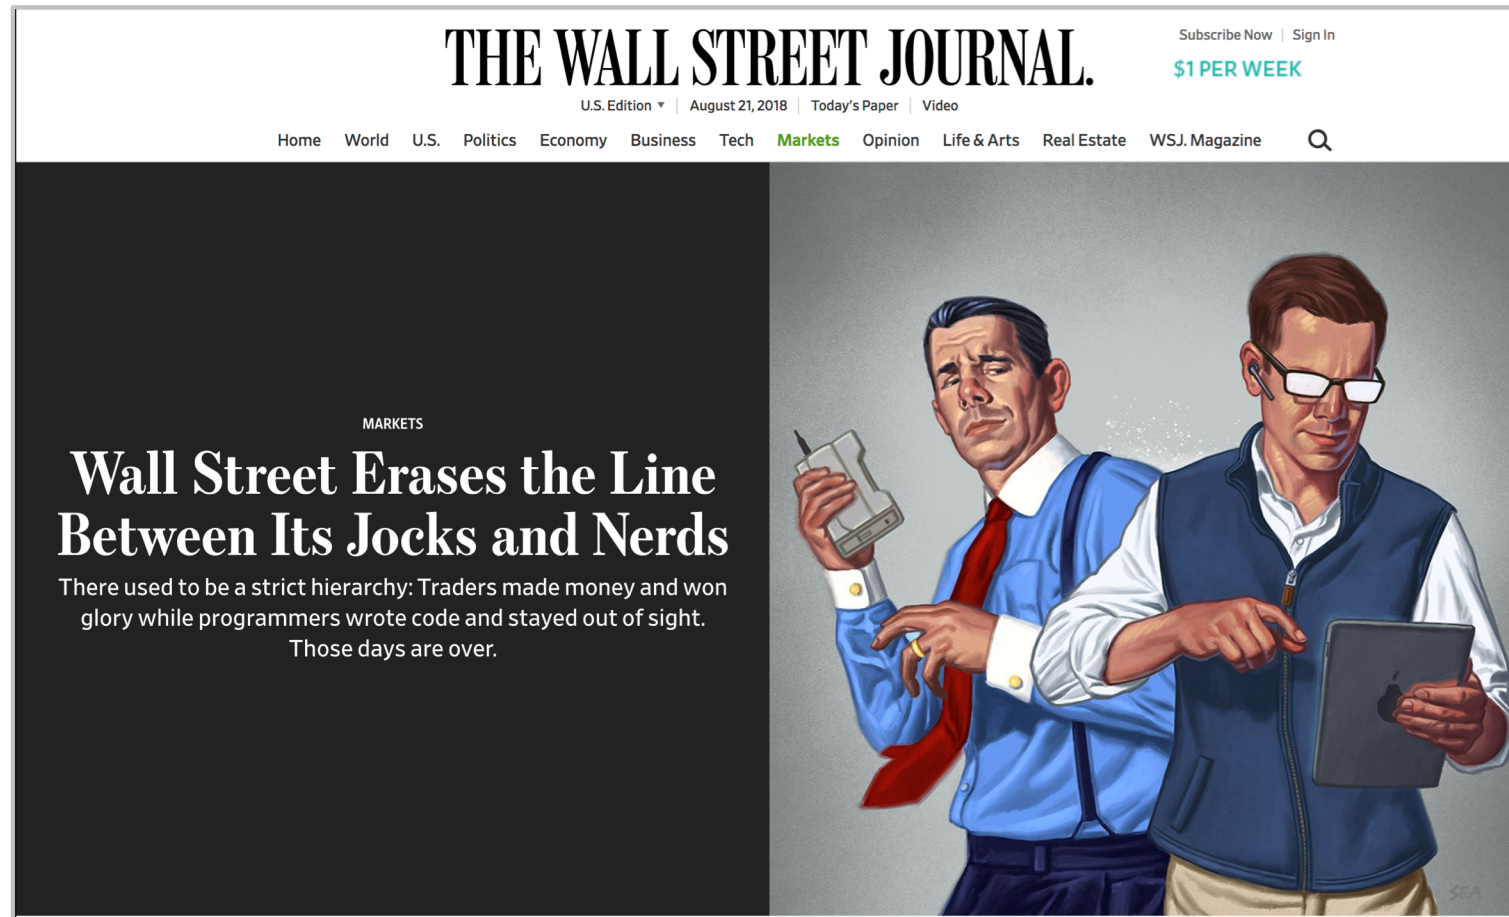 THE WALL STREET JOURNAL.
Subscribe Now | Sign In
$1 PER WEEK
U.S. Edition ▼ | August 21, 2018 | Today's Paper | Video
Home World U.S. Politics Economy Business Tech Markets Opinion Life & Arts Real Estate WSJ. Magazine
MARKETS
Wall Street Erases the Line
Between Its Jocks and Nerds
There used to be a strict hierarchy: Traders made money and won
glory while programmers wrote code and stayed out of sight.
Those days are over.
SEA